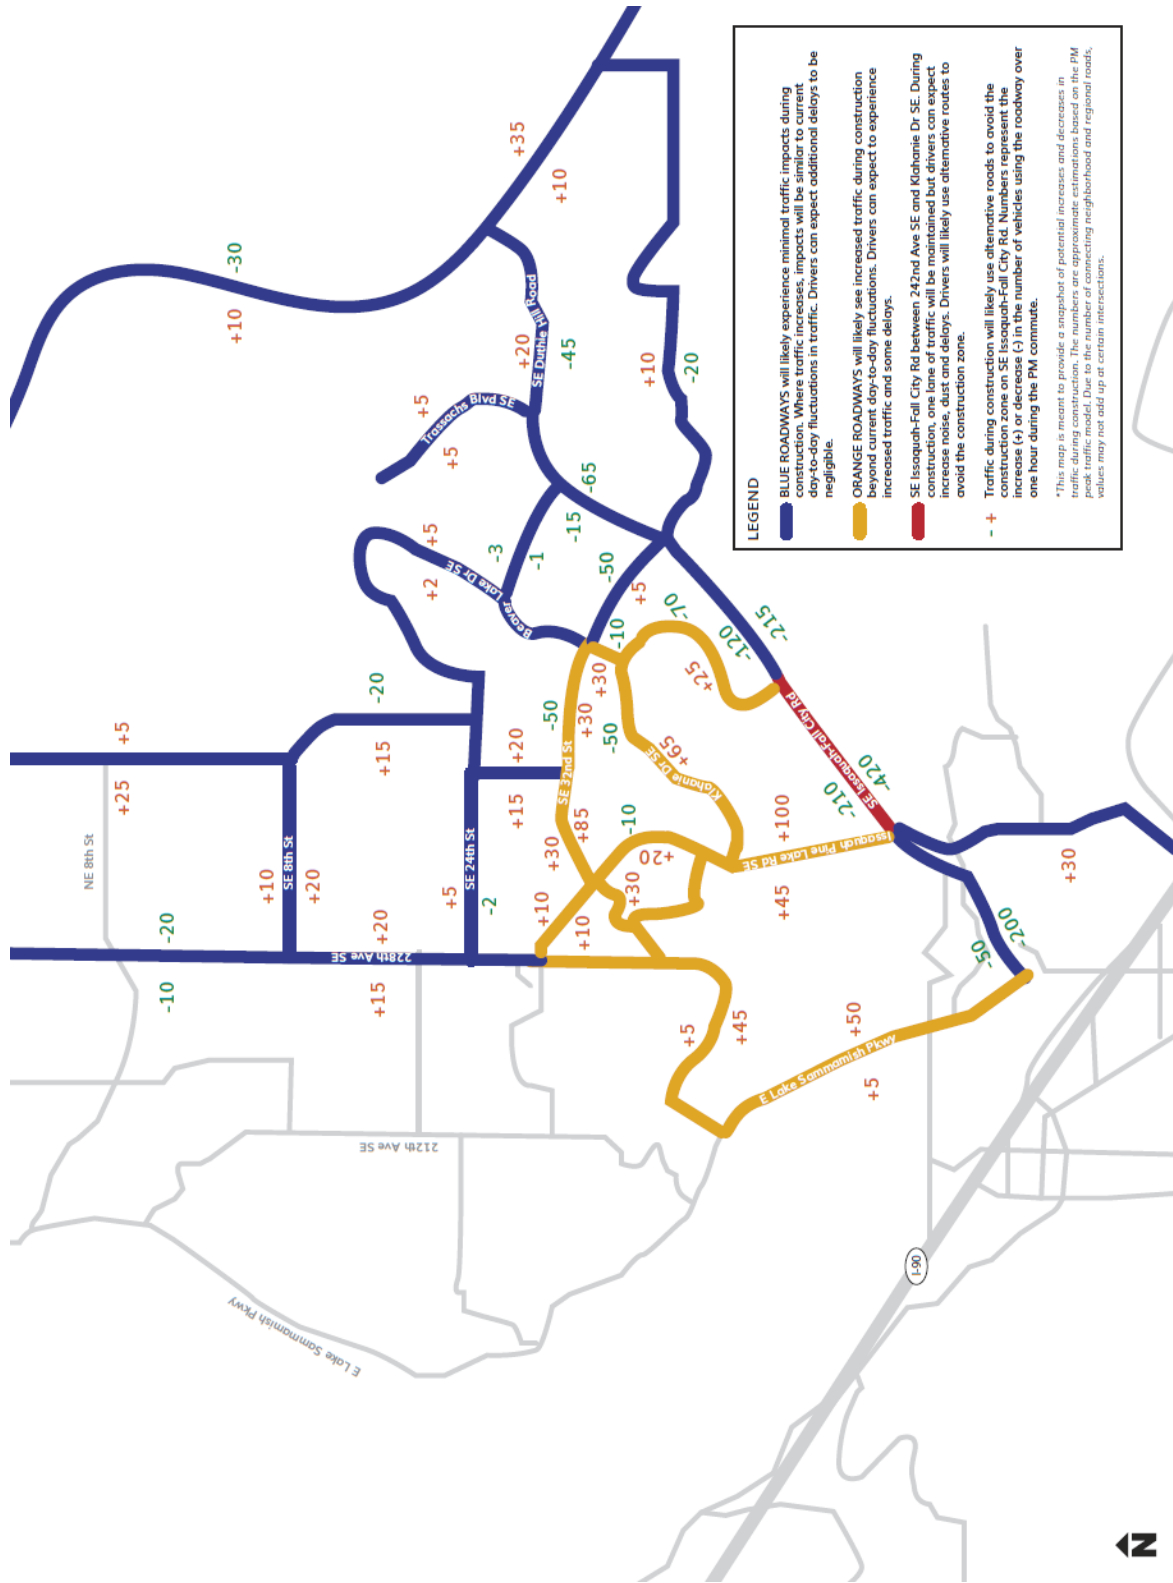 LEGEND
BLUE ROADWAYS will likely experience minimal traffic impacts during
construction. Where traffic increases, impacts will be similar to current
day-to-day fluctuations in traffic. Drivers can expect additional delays to be
negligible.
ORANGE ROADWAYS will likely see increased traffic during construction
beyond current day-to-day fluctuations. Drivers can expect to experience
increased traffic and some delays.
SE Issaquah-Fall City Rd between 242nd Ave SE and Klahanie Dr SE. During
construction, one lane of traffic will be maintained but drivers can expect
increase noise, dust and delays. Drivers will likely use alternative routes to
avoid the construction zone.
- + Traffic during construction will likely use alternative roads to avoid the
construction zone on SE Issaquah-Fall City Rd. Numbers represent the
increase (+) or decrease (-) in the number of vehicles using the roadway over
one hour during the PM commute.
*This map is meant to provide a snapshot of potential increases and decreases in
traffic during construction. The numbers are approximate estimations based on the PM
peak traffic model. Due to the number of connecting neighborhood and regional roads,
values may not add up at certain intersections.
+35
+10
-30
+10
SE Duthie Hill Road
+20
-45
+10
-20
Trassachs Blvd SE
+5
+5
-65
-15
Beaver Lake Dr SE
+5
+2
-3
-1
-50
+5
-10
-70
-120
-215
+25
+30
+30
-50
-50
SE 32nd St
Klahanie Dr SE
+65
SE Issaquah-Fall City Rd
-210
-420
-20
+15
+20
+15
+5
+25
NE 8th St
SE 8th St
+10
+20
SE 24th St
+5
-2
+85
+30
-10
+20
+30
+100
+45
Issaquah Pine Lake Rd SE
+10
+10
228th Ave SE
-20
-10
+20
+15
+30
-50
-200
+5
+45
E Lake Sammamish Pkwy
+50
+5
212th Ave SE
E Lake Sammamish Pkwy
I-90
N